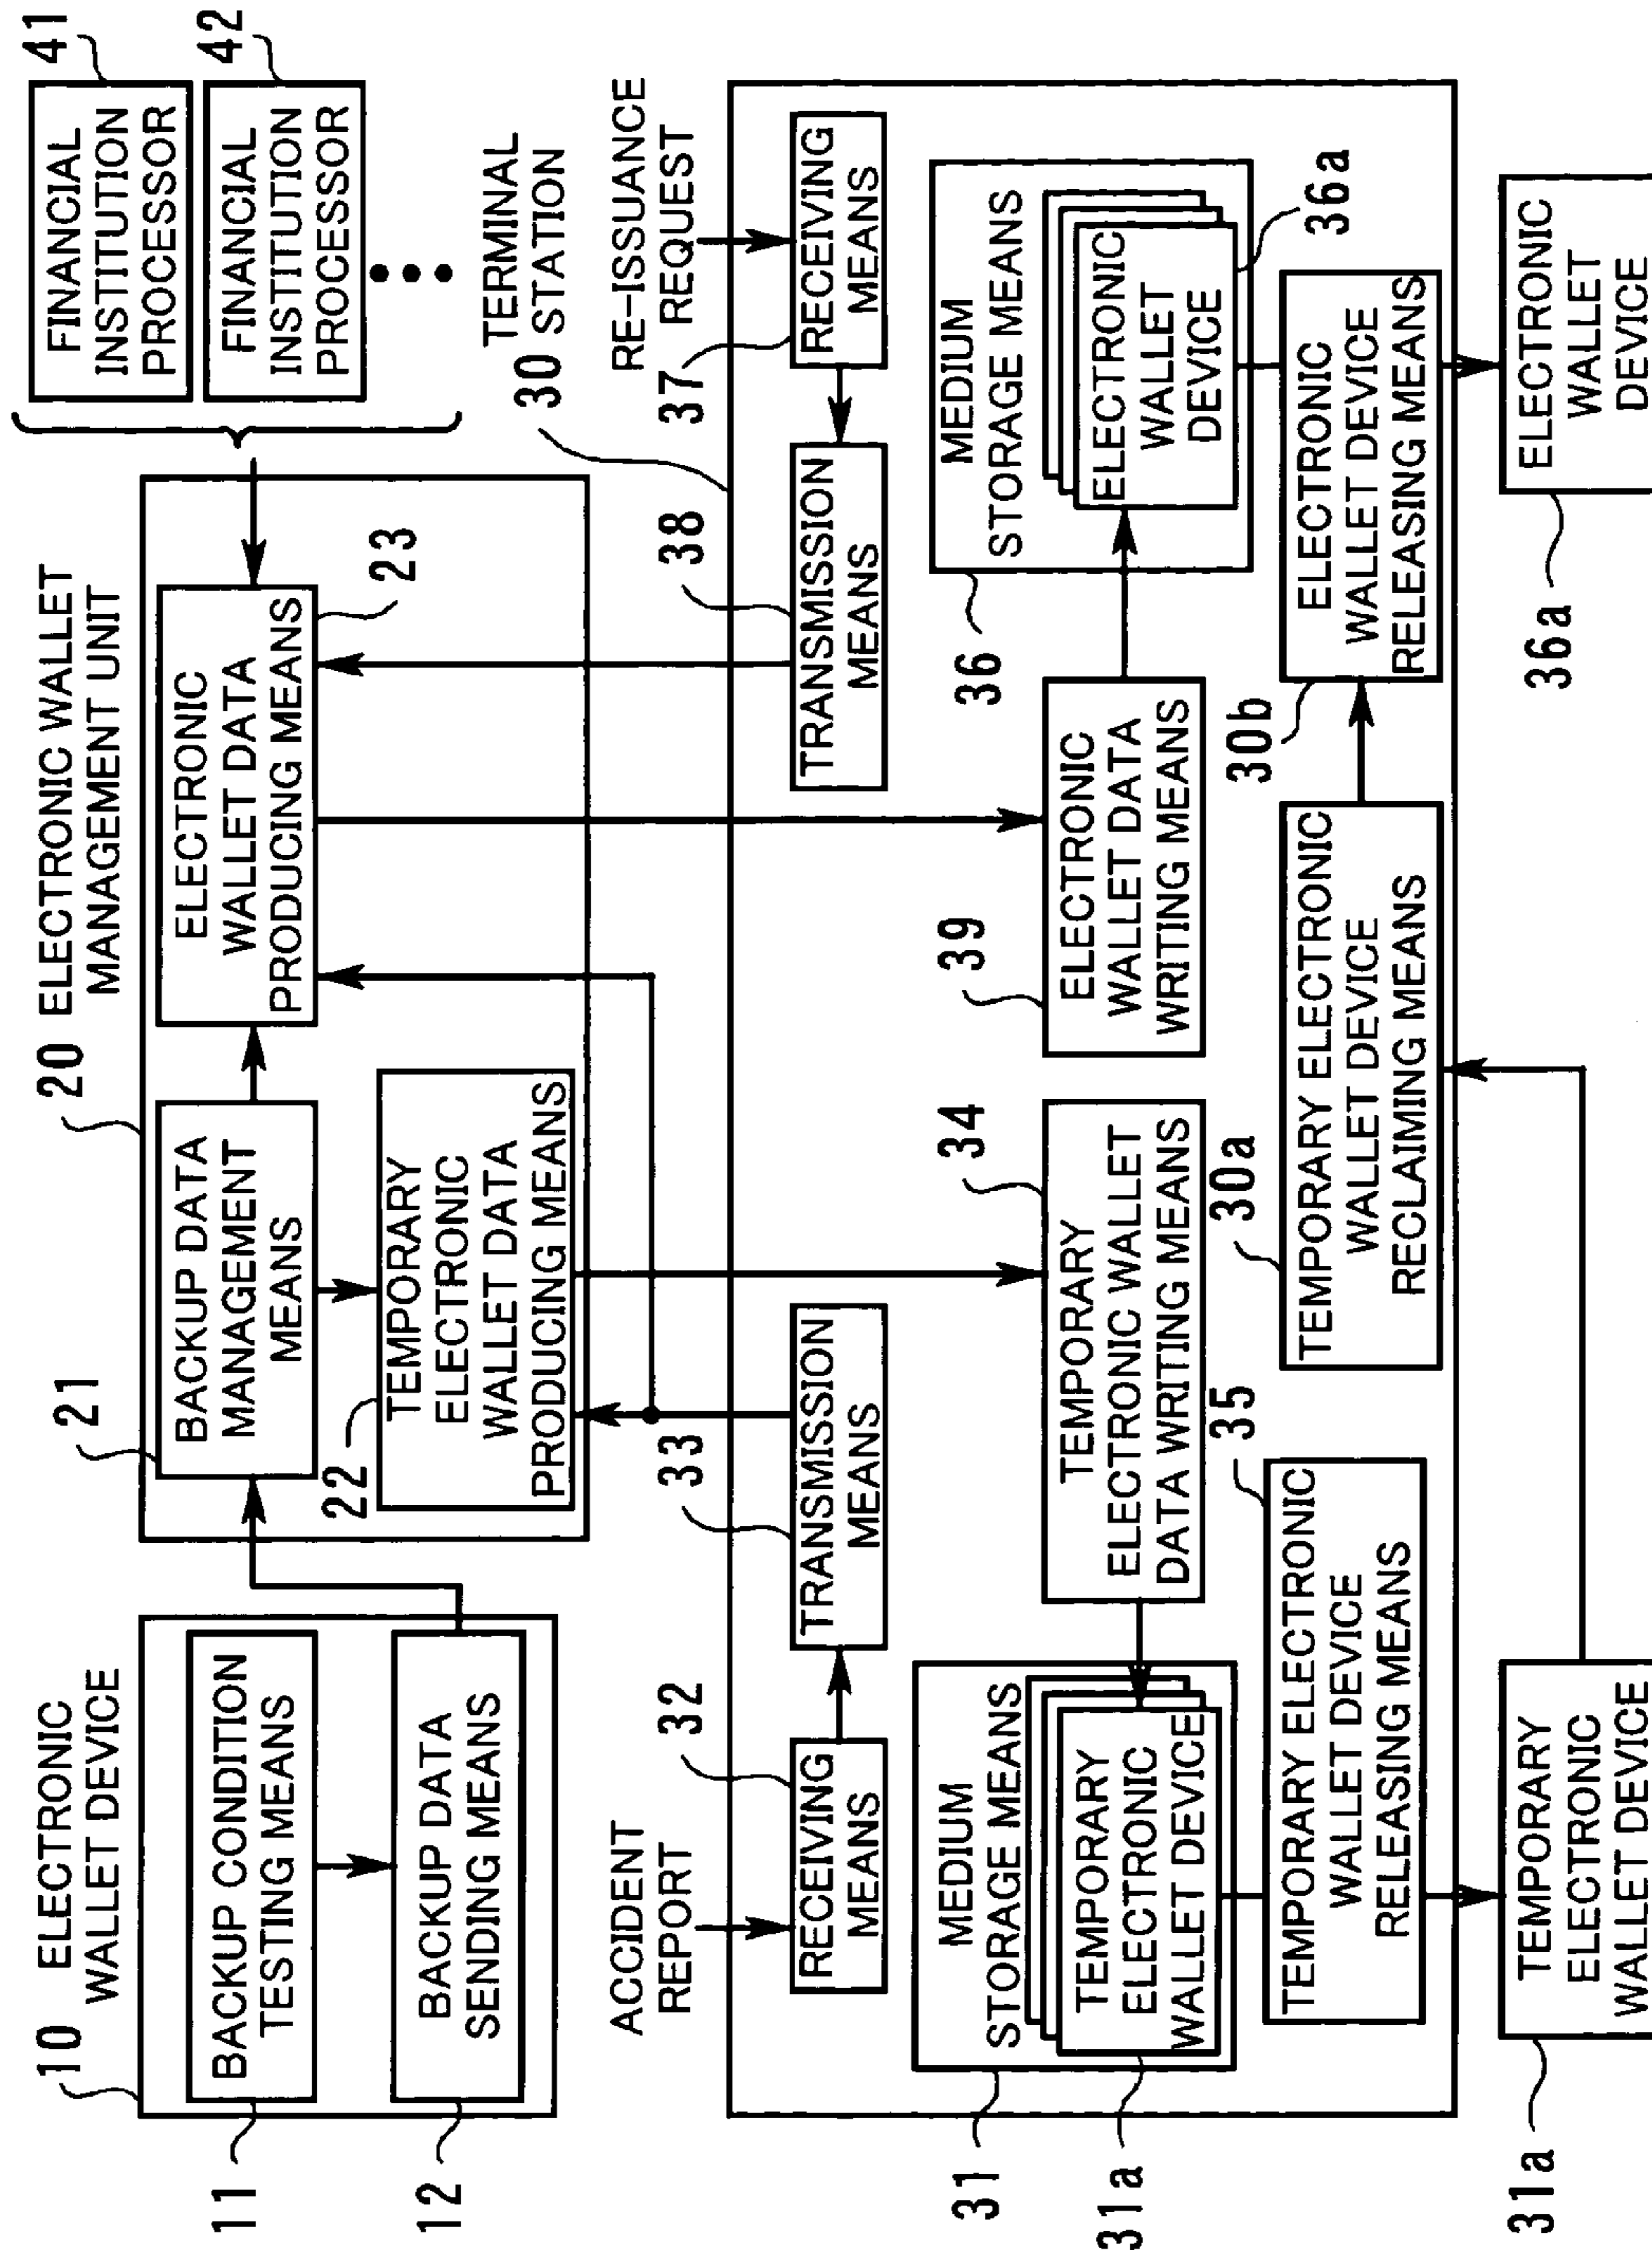 10 ELECTRONIC
WALLET DEVICE
11
BACKUP CONDITION
TESTING MEANS
12
BACKUP DATA
SENDING MEANS
20 ELECTRONIC WALLET
MANAGEMENT UNIT
21
BACKUP DATA
MANAGEMENT
MEANS
22
TEMPORARY
ELECTRONIC
WALLET DATA
PRODUCING MEANS
ELECTRONIC
WALLET DATA
PRODUCING MEANS
23
FINANCIAL
INSTITUTION
PROCESSOR
41
FINANCIAL
INSTITUTION
PROCESSOR
42
TERMINAL
30 STATION
ACCIDENT
REPORT
32
RECEIVING
MEANS
33
TRANSMISSION
MEANS
38
TRANSMISSION
MEANS
RE-ISSUANCE
REQUEST
37
RECEIVING
MEANS
31
MEDIUM
STORAGE MEANS
31a
TEMPORARY
ELECTRONIC
WALLET DEVICE
34
TEMPORARY
ELECTRONIC WALLET
DATA WRITING MEANS
39
ELECTRONIC
WALLET DATA
WRITING MEANS
36
MEDIUM
STORAGE MEANS
ELECTRONIC
WALLET
DEVICE
36a
35
TEMPORARY ELECTRONIC
WALLET DEVICE
RELEASING MEANS
30a
TEMPORARY ELECTRONIC
WALLET DEVICE
RECLAIMING MEANS
30b
ELECTRONIC
WALLET DEVICE
RELEASING MEANS
31a
TEMPORARY
ELECTRONIC
WALLET DEVICE
36a
ELECTRONIC
WALLET
DEVICE